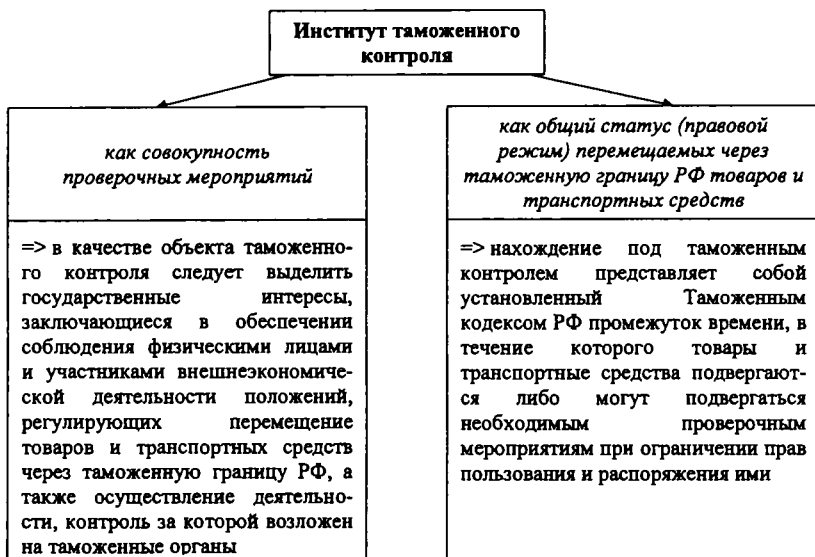 Институт таможенного
контроля
как совокупность
проверочных мероприятий
=> в качестве объекта таможенно-
го контроля следует выделить
государственные интересы,
заключающиеся в обеспечении
соблюдения физическими лицами
и участниками внешнеэкономиче-
ской деятельности положений,
регулирующих перемещение
товаров и транспортных средств
через таможенную границу РФ, а
также осуществление деятельно-
сти, контроль за которой возложен
на таможенные органы
как общий статус (правовой
режим) перемещаемых через
таможенную границу РФ товаров и
транспортных средств
=> нахождение под таможенным
контролем представляет собой
установленный Таможенным
кодексом РФ промежуток времени, в
течение которого товары и
транспортные средства подвергают-
ся либо могут подвергаться
необходимым проверочным
мероприятиям при ограничении прав
пользования и распоряжения ими